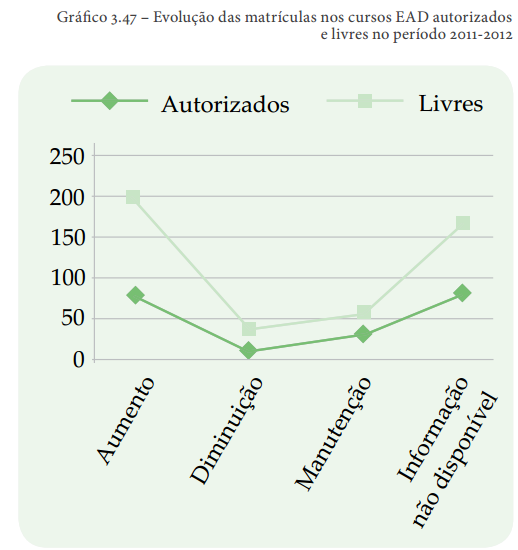 Gráfico 3.47 – Evolução das matrículas nos cursos EAD autorizados
e livres no período 2011-2012
Autorizados
Livres
250
200
150
100
50
0
Aumento
Diminuição
Manutenção
Informação
não disponível